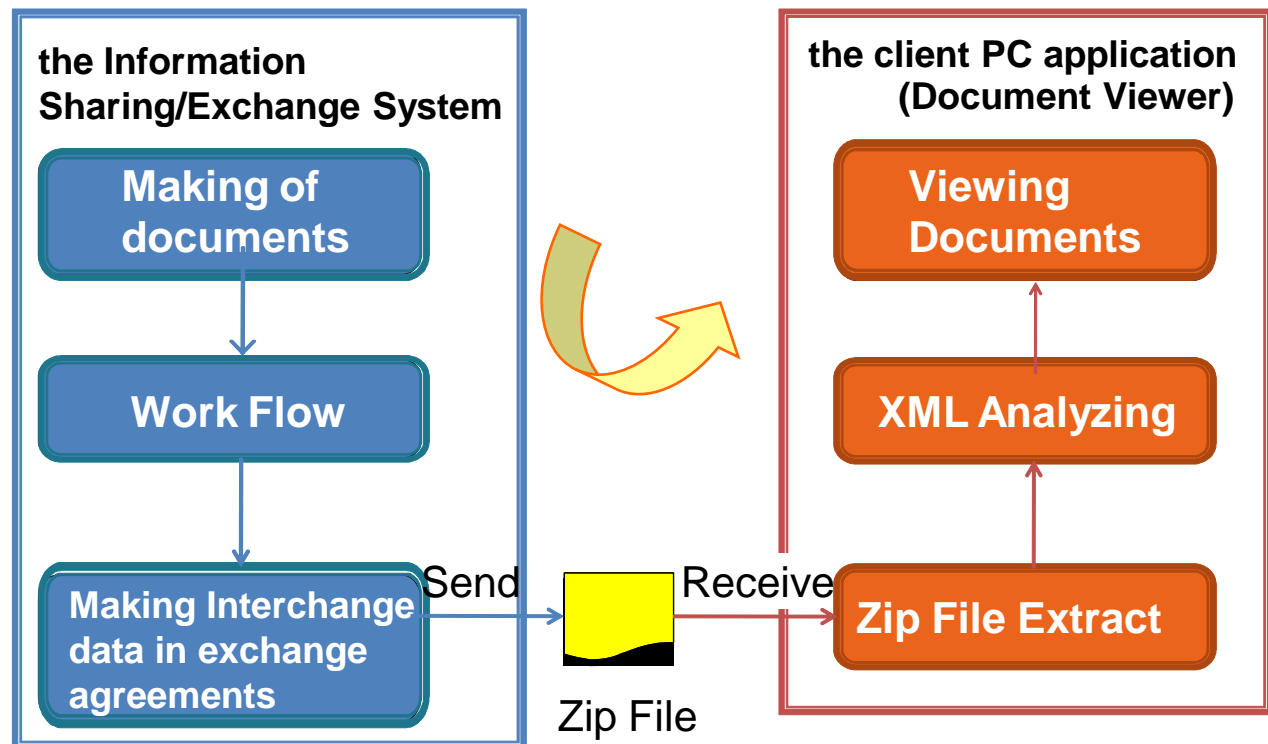 the Information
Sharing/Exchange System
Making of
documents
Work Flow
Making Interchange
data in exchange
agreements
Send
Zip File
Receive
the client PC application
(Document Viewer)
Viewing
Documents
XML Analyzing
Zip File Extract